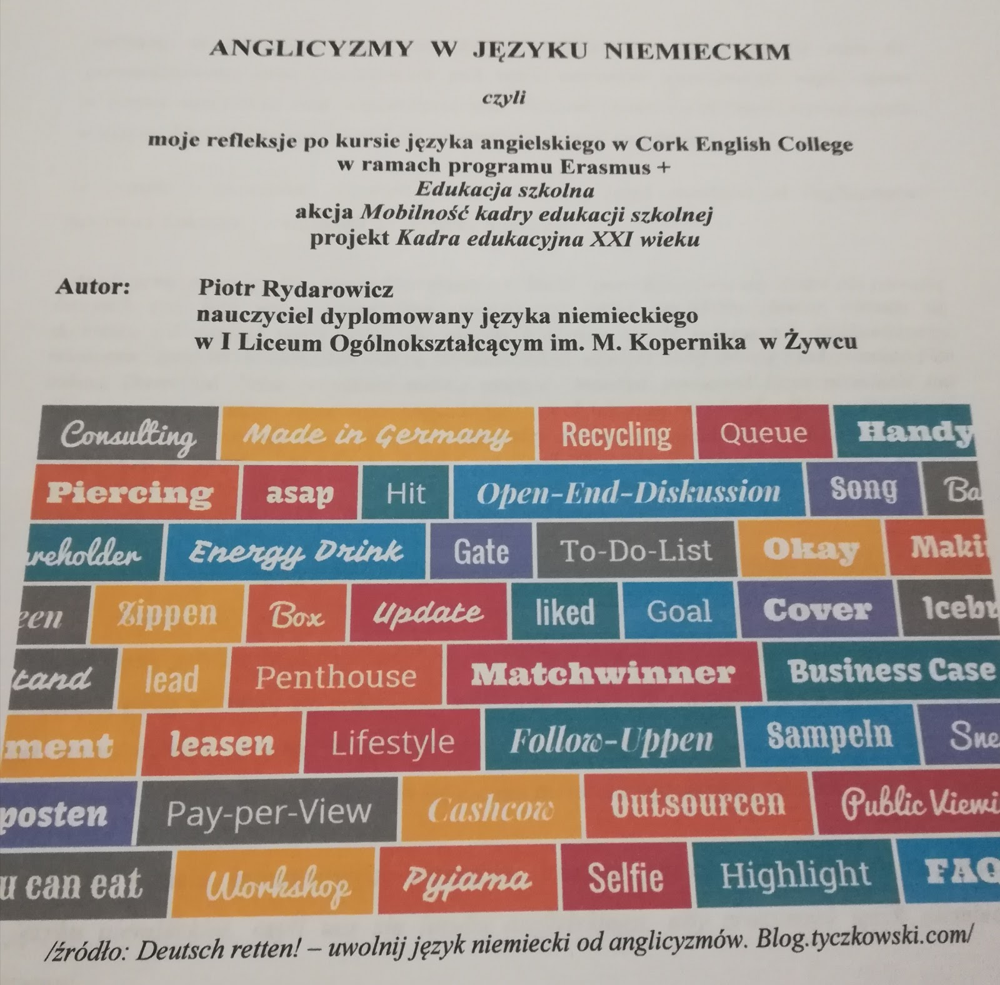 ANGLICYZMY W JĘZYKU NIEMIECKIM
czyli
moje refleksje po kursie języka angielskiego w Cork English College
w ramach programu Erasmus +
Edukacja szkolna
akcja Mobilność kadry edukacji szkolnej
projekt Kadra edukacyjna XXI wieku
Autor: Piotr Rydarowicz
nauczyciel dyplomowany języka niemieckiego
w I Liceum Ogólnokształcącym im. M. Kopernika w Żywcu
Consulting Made in Germany Recycling Queue Handy
Piercing asap Hit Open-End-Diskussion Song Ba
reholder Energy Drink Gate To-Do-List Okay Maki
een Zippen Box Update liked Goal Cover Iceb
tand lead Penthouse Matchwinner Business Case
ment leasen Lifestyle Follow-Uppen Sampeln Sne
posten Pay-per-View Cashcow Outsourcen Public Viewi
u can eat Workshop Pyjama Selfie Highlight FAQ
/źródło: Deutsch retten! – uwolnij język niemiecki od anglicyzmów. Blog.tyczkowski.com/